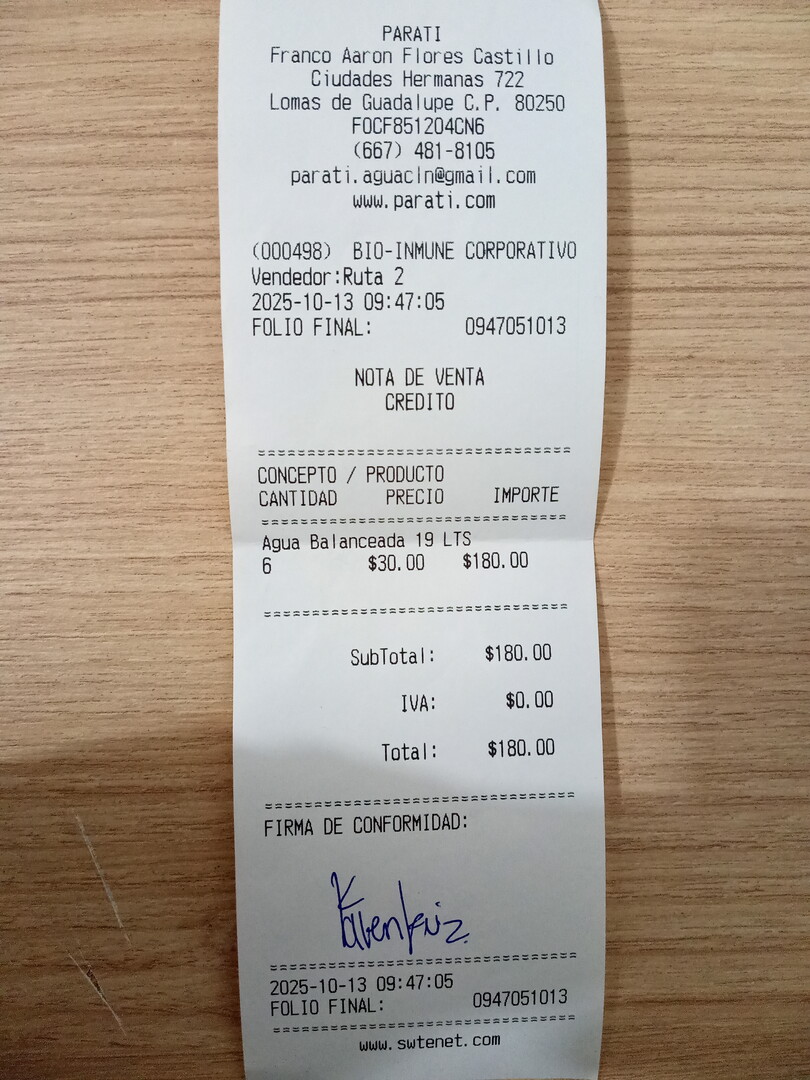 PARATI
Franco Aaron Flores Castillo
Ciudades Hermanas 722
Lomas de Guadalupe C.P. 80250
FOCF851204CN6
(667) 481-8105
parati.aguacln@gmail.com
www.parati.com
(000498) BIO-INMUNE CORPORATIVO
Vendedor:Ruta 2
2025-10-13 09:47:05
FOLIO FINAL: 0947051013
NOTA DE VENTA
CREDITO
CONCEPTO / PRODUCTO
CANTIDAD PRECIO IMPORTE
Agua Balanceada 19 LTS
6 $30.00 $180.00
SubTotal: $180.00
IVA: $0.00
Total: $180.00
FIRMA DE CONFORMIDAD:
2025-10-13 09:47:05
FOLIO FINAL: 0947051013
www.swtenet.com